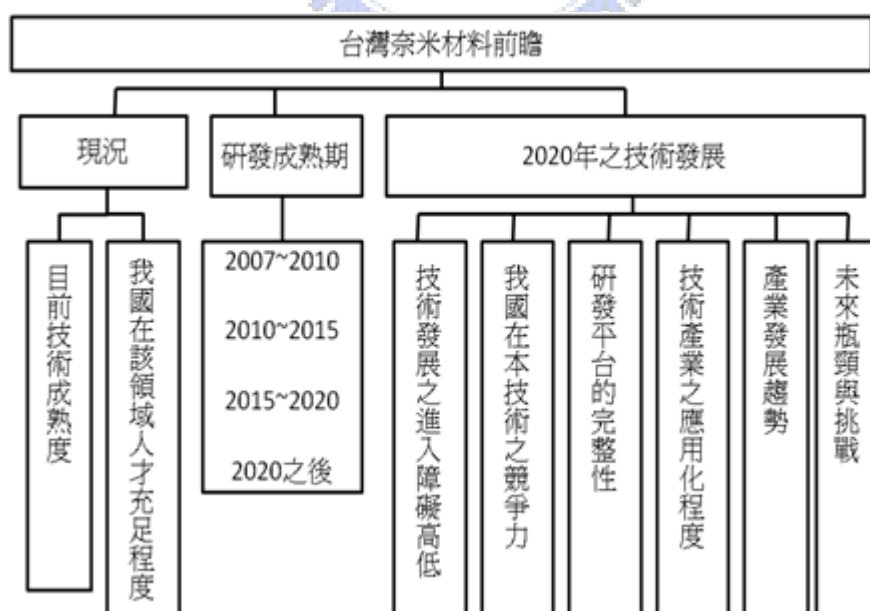 台灣奈米材料前瞻
現況
研發成熟期
2020年之技術發展
目前技術成熟度
我國在該領域人才充足程度
2007~2010
2010~2015
2015~2020
2020之後
技術發展之進入障礙高低
我國在本技術之競爭力
研發平台的完整性
技術產業之應用化程度
產業發展趨勢
未來瓶頸與挑戰